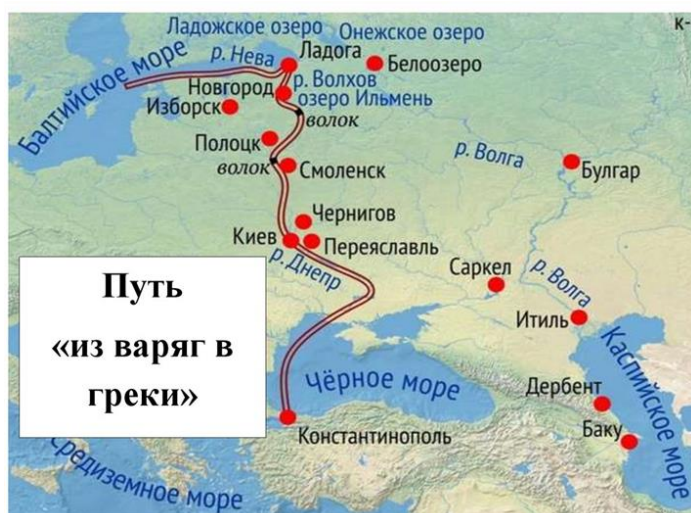 Ладожское озеро
Онежское озеро
к-
р. Нева
Ладога
Белоозеро
Балтийское море
Новгород
р. Волхов
озеро Ильмень
Изборск
волок
Полоцк
волок
Смоленск
р. Волга
Булгар
Чернигов
Киев
Переяславль
р. Днепр
Саркел
р. Волга
Итиль
Путь
«из варяг в
греки»
Чёрное море
Каспийское море
Дербент
Баку
Константинополь
Средиземное море